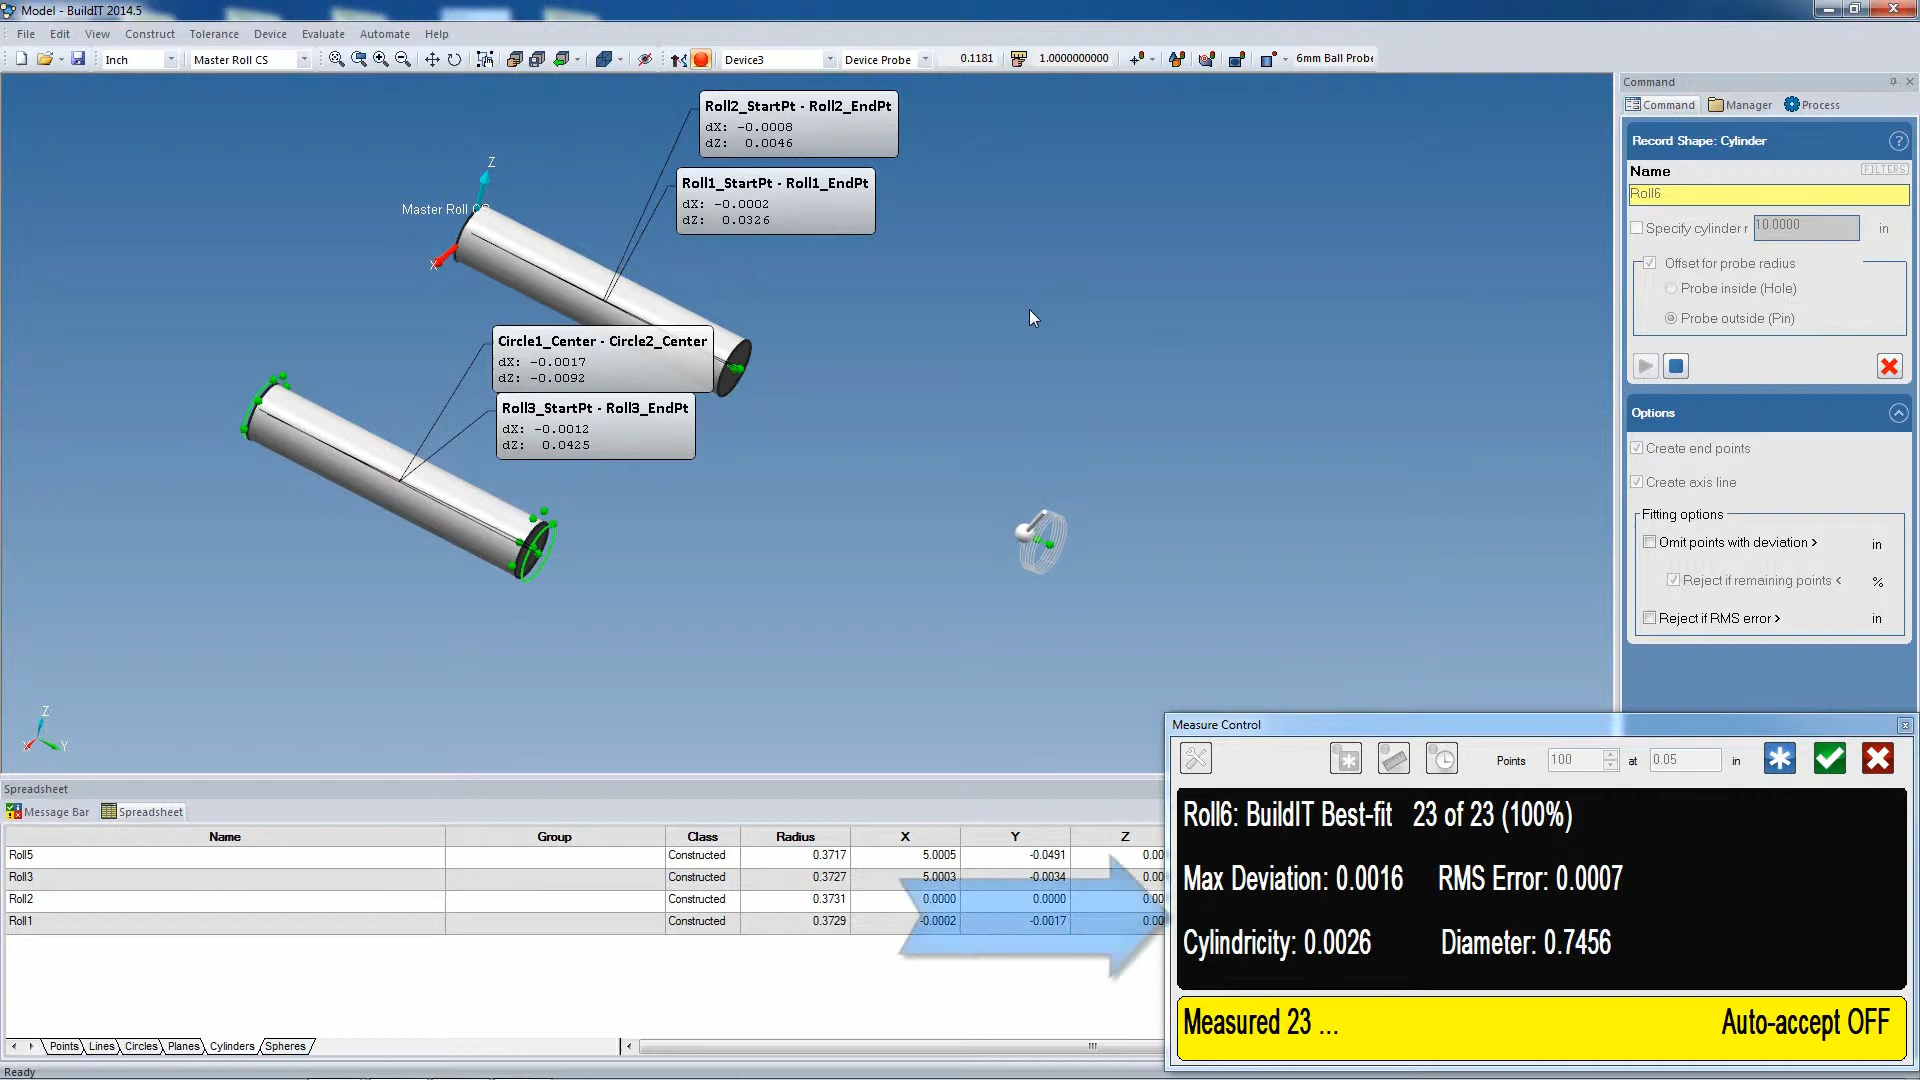 Model - BuildIT 2014.5
File Edit View Construct Tolerance Device Evaluate Automate Help
Inch Master Roll CS Device3 Device Probe 0.1181 1.0000000000 6mm Ball Probe
Roll2_StartPt - Roll2_EndPt
dX: -0.0008
dZ: 0.0046
Roll1_StartPt - Roll1_EndPt
dX: -0.0002
dZ: 0.0326
Z
Master Roll CS
X
Circle1_Center - Circle2_Center
dX: -0.0017
dZ: -0.0092
Roll3_StartPt - Roll3_EndPt
dX: -0.0012
dZ: 0.0425
Z
X Y
Command
Command Manager Process
Record Shape: Cylinder ?
Name FILTERS
Roll6
Specify cylinder r 10.0000 in
Offset for probe radius
Probe inside (Hole)
Probe outside (Pin)
Options
Create end points
Create axis line
Fitting options
Omit points with deviation > in
Reject if remaining points < %
Reject if RMS error > in
Spreadsheet
Message Bar Spreadsheet
Name Group Class Radius X Y Z
Roll5 Constructed 0.3717 5.0005 -0.0491 0.00
Roll3 Constructed 0.3727 5.0003 -0.0034 0.00
Roll2 Constructed 0.3731 0.0000 0.0000 0.00
Roll1 Constructed 0.3729 -0.0002 -0.0017 0.00
Points Lines Circles Planes Cylinders Spheres
Ready
Measure Control
Points 100 at 0.05 in
Roll6: BuildIT Best-fit 23 of 23 (100%)
Max Deviation: 0.0016 RMS Error: 0.0007
Cylindricity: 0.0026 Diameter: 0.7456
Measured 23 ... Auto-accept OFF